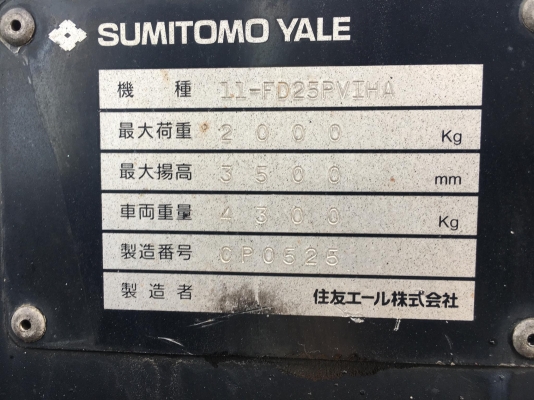 SUMITOMO YALE
機種 11-FD25PVIHA
最大荷重 2000 Kg
最大揚高 3500 mm
車両重量 4300 Kg
製造番号 CP0525
製造者 住友エール株式会社